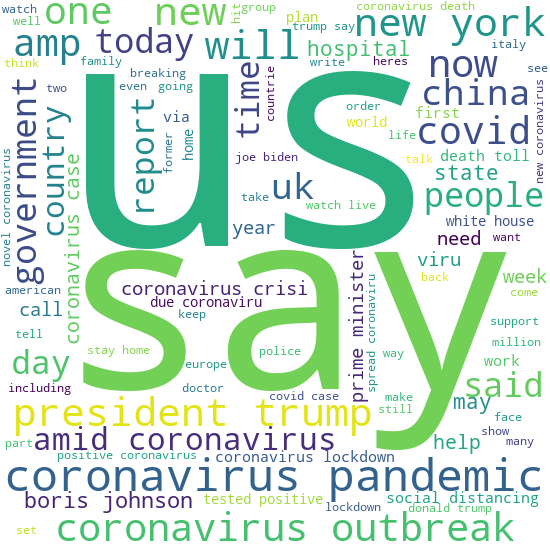 watch
well
one
new
hit
group
coronavirus death
trump say
plan
italy
new york
think
family
today
will
write
heres
amp
breaking
hospital
two
even
going
us
countrie
now
see
new coronavirus
government
country
report
via
former
home
time
order
world
china
first
life
covid
joe biden
talk
death toll
coronavirus case
take
uk
watch live
state
people
novel coronavirus
year
white house
need
want
american
say
coronavirus crisi
prime minister
spread coronaviru
viru
back
week
call
due coronaviru
come
tell
keep
support
million
day
stay home
europe
police
way
work
including
doctor
covid case
make
said
still
president trump
may
face
part
amid coronavirus
help
show
many
positive coronavirus
coronavirus lockdown
coronavirus pandemic
boris johnson
tested positive
social distancing
lockdown
donald trump
set
coronavirus outbreak